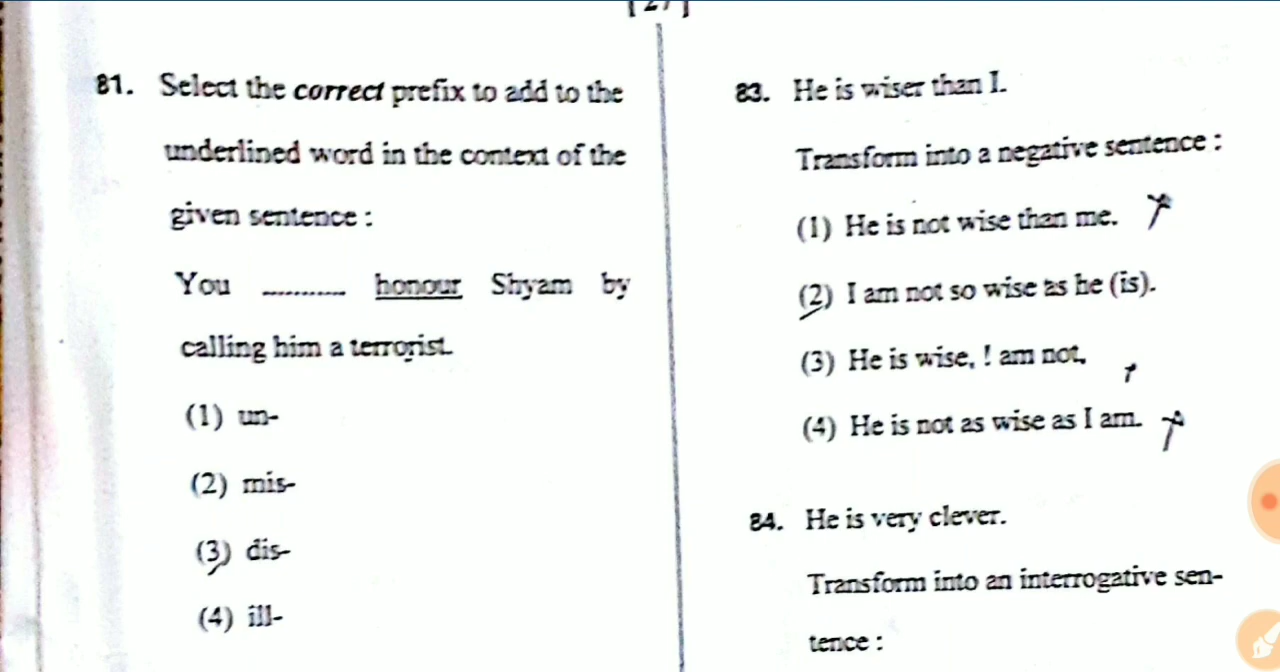 81. Select the correct prefix to add to the
underlined word in the context of the
given sentence :
You ........... honour Shyam by
calling him a terrorist.
(1) un-
(2) mis-
(3) dis-
(4) ill-
83. He is wiser than I.
Transform into a negative sentence :
(1) He is not wise than me.
(2) I am not so wise as he (is).
(3) He is wise, ! am not.
(4) He is not as wise as I am.
84. He is very clever.
Transform into an interrogative sen-
tence :